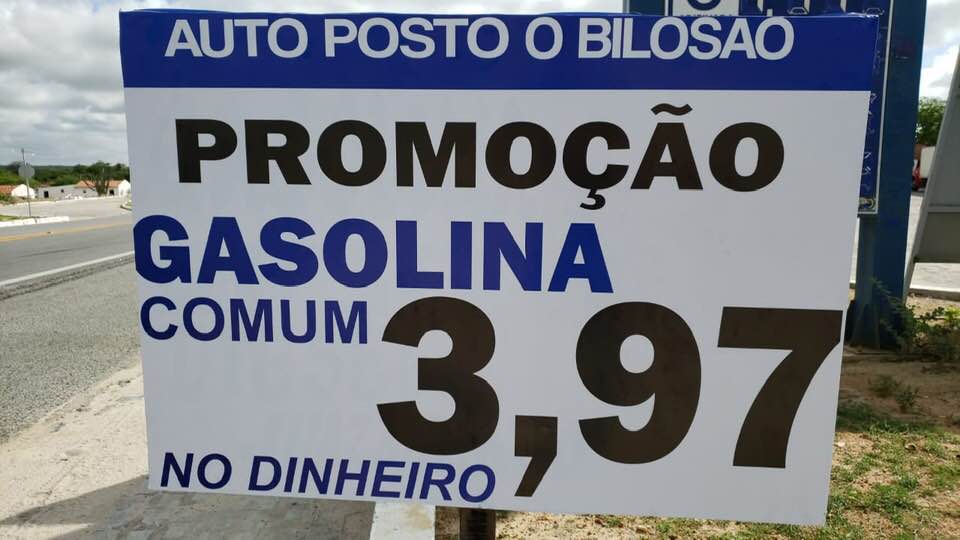 AUTO POSTO O BILOSÃO
PROMOÇÃO
GASOLINA
COMUM
3,97
NO DINHEIRO